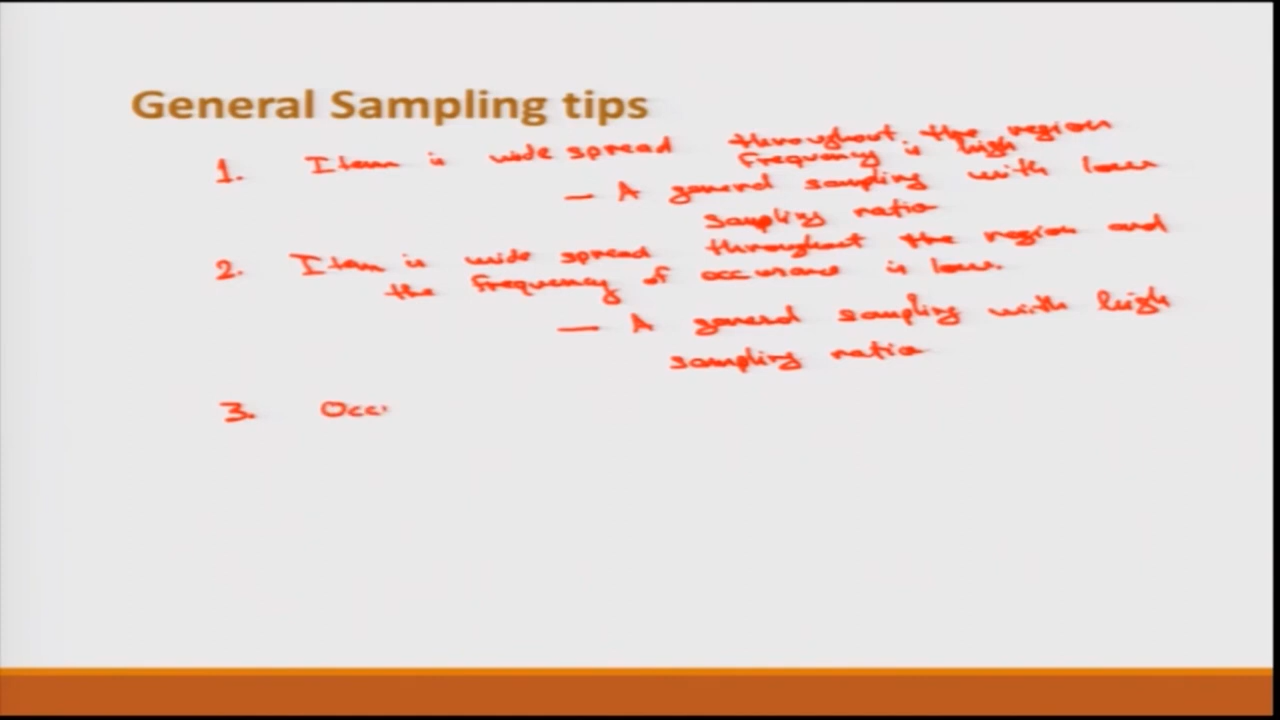 General Sampling tips
1. Item is wide spread throughout the region
frequency is high
— A general sampling with low
sampling ratio
2. Item is wide spread throughout the region and
the frequency of occurance is low.
— A general sampling with high
sampling ratio
3. Occ